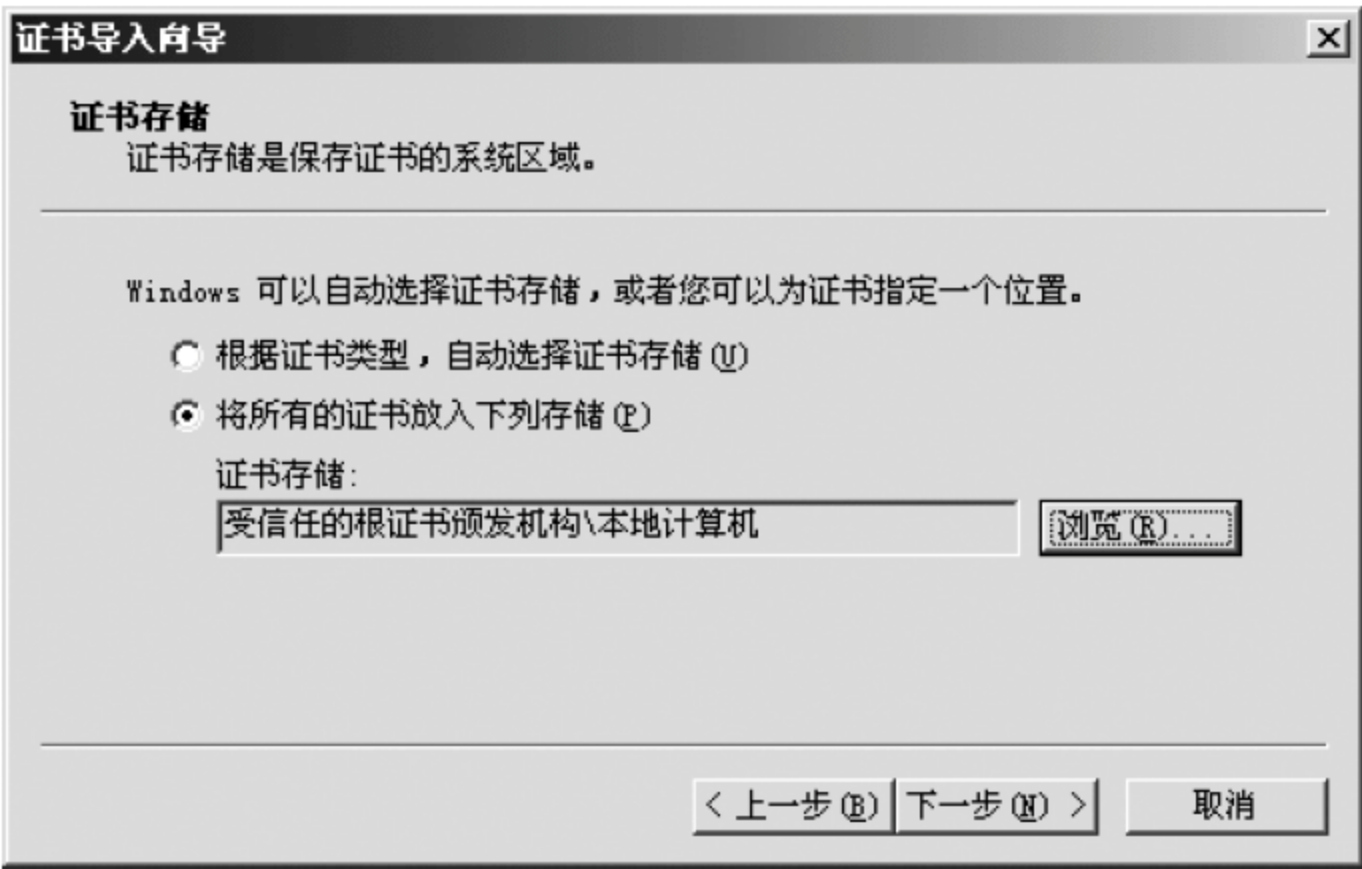 证书导入向导
证书存储
证书存储是保存证书的系统区域。
Windows 可以自动选择证书存储，或者您可以为证书指定一个位置。
根据证书类型，自动选择证书存储(U)
将所有的证书放入下列存储(P)
证书存储:
受信任的根证书颁发机构\本地计算机
浏览(R)...
< 上一步(B)
下一步(N) >
取消